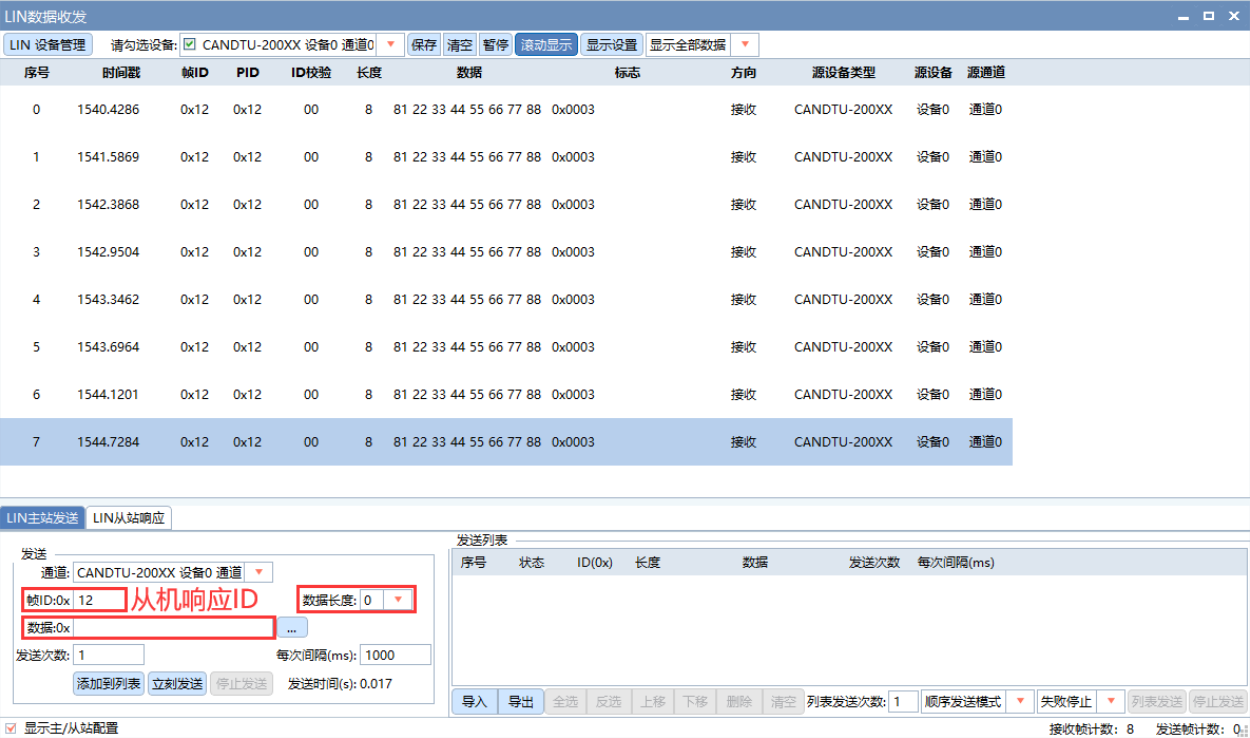 LIN数据收发
LIN 设备管理 请勾选设备: CANDTU-200XX 设备0 通道0 保存 清空 暂停 滚动显示 显示设置 显示全部数据
序号 时间戳 帧ID PID ID校验 长度 数据 标志 方向 源设备类型 源设备 源通道
0 1540.4286 0x12 0x12 00 8 81 22 33 44 55 66 77 88 0x0003 接收 CANDTU-200XX 设备0 通道0
1 1541.5869 0x12 0x12 00 8 81 22 33 44 55 66 77 88 0x0003 接收 CANDTU-200XX 设备0 通道0
2 1542.3868 0x12 0x12 00 8 81 22 33 44 55 66 77 88 0x0003 接收 CANDTU-200XX 设备0 通道0
3 1542.9504 0x12 0x12 00 8 81 22 33 44 55 66 77 88 0x0003 接收 CANDTU-200XX 设备0 通道0
4 1543.3462 0x12 0x12 00 8 81 22 33 44 55 66 77 88 0x0003 接收 CANDTU-200XX 设备0 通道0
5 1543.6964 0x12 0x12 00 8 81 22 33 44 55 66 77 88 0x0003 接收 CANDTU-200XX 设备0 通道0
6 1544.1201 0x12 0x12 00 8 81 22 33 44 55 66 77 88 0x0003 接收 CANDTU-200XX 设备0 通道0
7 1544.7284 0x12 0x12 00 8 81 22 33 44 55 66 77 88 0x0003 接收 CANDTU-200XX 设备0 通道0
LIN主站发送 LIN从站响应
发送
通道: CANDTU-200XX 设备0 通道
帧ID:0x 12 从机响应ID 数据长度: 0
数据:0x ...
发送次数: 1 每次间隔(ms): 1000
添加到列表 立刻发送 停止发送 发送时间(s): 0.017
发送列表
序号 状态 ID(0x) 长度 数据 发送次数 每次间隔(ms)
导入 导出 全选 反选 上移 下移 删除 清空 列表发送次数: 1 顺序发送模式 失败停止 列表发送 停止发送
显示主/从站配置 接收帧计数: 8 发送帧计数: 0